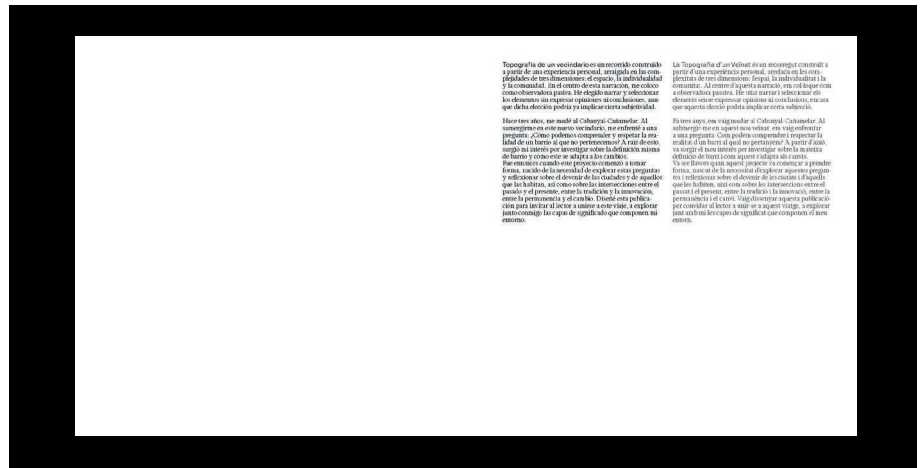 Topografía de un vecindario es un recorrido construido
a partir de una experiencia personal, arraigada en las com-
plejidades de tres dimensiones: el espacio, la individualidad
y la comunidad. En el centro de esta narración, me coloco
como observadora pasiva. He elegido narrar y seleccionar
los elementos sin expresar opiniones ni conclusiones, aun-
que dicha elección podría ya implicar cierta subjetividad.
Hace tres años, me mudé al Cabanyal-Cañamelar. Al
sumergirme en este nuevo vecindario, me enfrenté a una
pregunta: ¿Cómo podemos comprender y respetar la rea-
lidad de un barrio al que no pertenecemos? A raíz de esto,
surgió mi interés por investigar sobre la definición misma
de barrio y cómo este se adapta a los cambios.
Fue entonces cuando este proyecto comenzó a tomar
forma, nacido de la necesidad de explorar estas preguntas
y reflexionar sobre el devenir de las ciudades y de aquellos
que las habitan, así como sobre las intersecciones entre el
pasado y el presente, entre la tradición y la innovación,
entre la permanencia y el cambio. Diseñé esta publica-
ción para invitar al lector a unirse a este viaje, a explorar
junto conmigo las capas de significado que componen mi
entorno.
La Topografia d'un Veïnat és un recorregut construït a
partir d'una experiència personal, arrelada en les com-
plexitats de tres dimensions: l'espai, la individualitat i la
comunitat. Al centre d'aquesta narració, em col·loque com
a observadora passiva. He triat narrar i seleccionar els
elements sense expressar opinions ni conclusions, encara
que aquesta elecció podria implicar certa subjecció.
Fa tres anys, em vaig mudar al Cabanyal-Canamelar. Al
submergir-me en aquest nou veïnat, em vaig enfrontar
a una pregunta: Com podem comprendre i respectar la
realitat d'un barri al qual no pertanyem? A partir d'això,
va sorgir el meu interés per investigar sobre la mateixa
definició de barri i com aquest s'adapta als canvis.
Va ser llavors quan aquest projecte va començar a prendre
forma, nascut de la necessitat d'explorar aquestes pregun-
tes i reflexionar sobre el devenir de les ciutats i d'aquells
que les habiten, així com sobre les interseccions entre el
passat i el present, entre la tradició i la innovació, entre la
permanència i el canvi. Vaig dissenyar aquesta publicació
per convidar al lector a unir-se a aquest viatge, a explorar
junt amb mi les capes de significat que componen el meu
entorn.